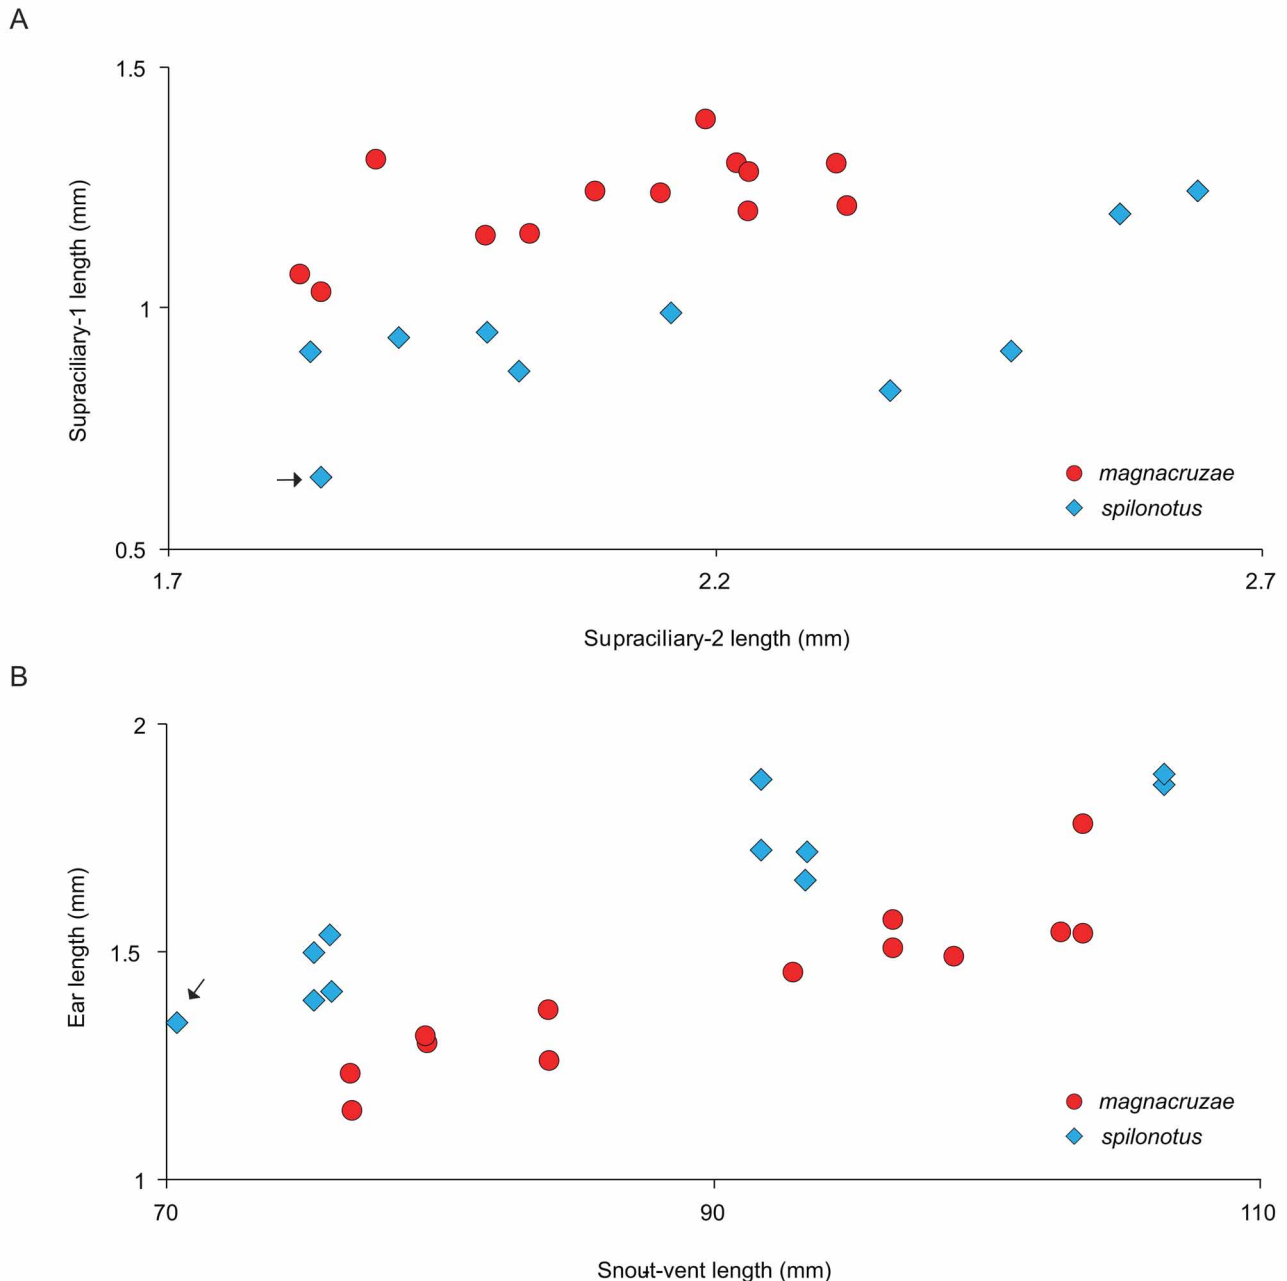 A
1.5
Supraciliary-1 length (mm)
1
magnacruzae
spilonotus
0.5
1.7
2.2
2.7
Supraciliary-2 length (mm)
B
2
Ear length (mm)
1.5
magnacruzae
spilonotus
1
70
90
110
Snout-vent length (mm)